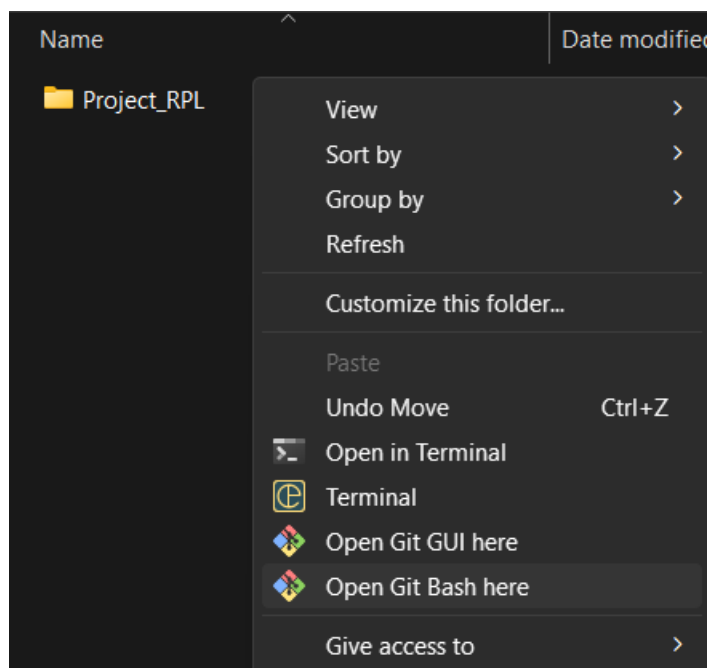 Name Date modified
Project_RPL
View
Sort by
Group by
Refresh
Customize this folder...
Paste
Undo Move Ctrl+Z
Open in Terminal
Terminal
Open Git GUI here
Open Git Bash here
Give access to